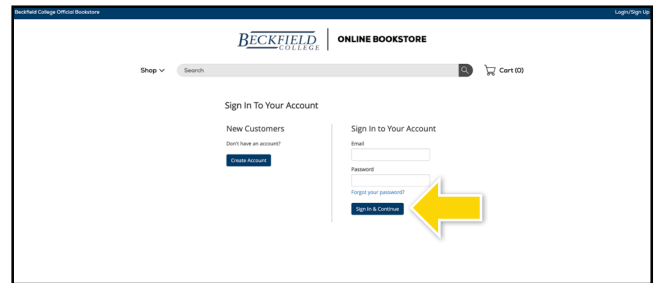 Beckfield College Official Bookstore
Login/Sign Up
BECKFIELD
COLLEGE
ONLINE BOOKSTORE
Shop
Search
Cart (0)
Sign In To Your Account
New Customers
Don't have an account?
Create Account
Sign In to Your Account
Email
Password
Forgot your password?
Sign In & Continue